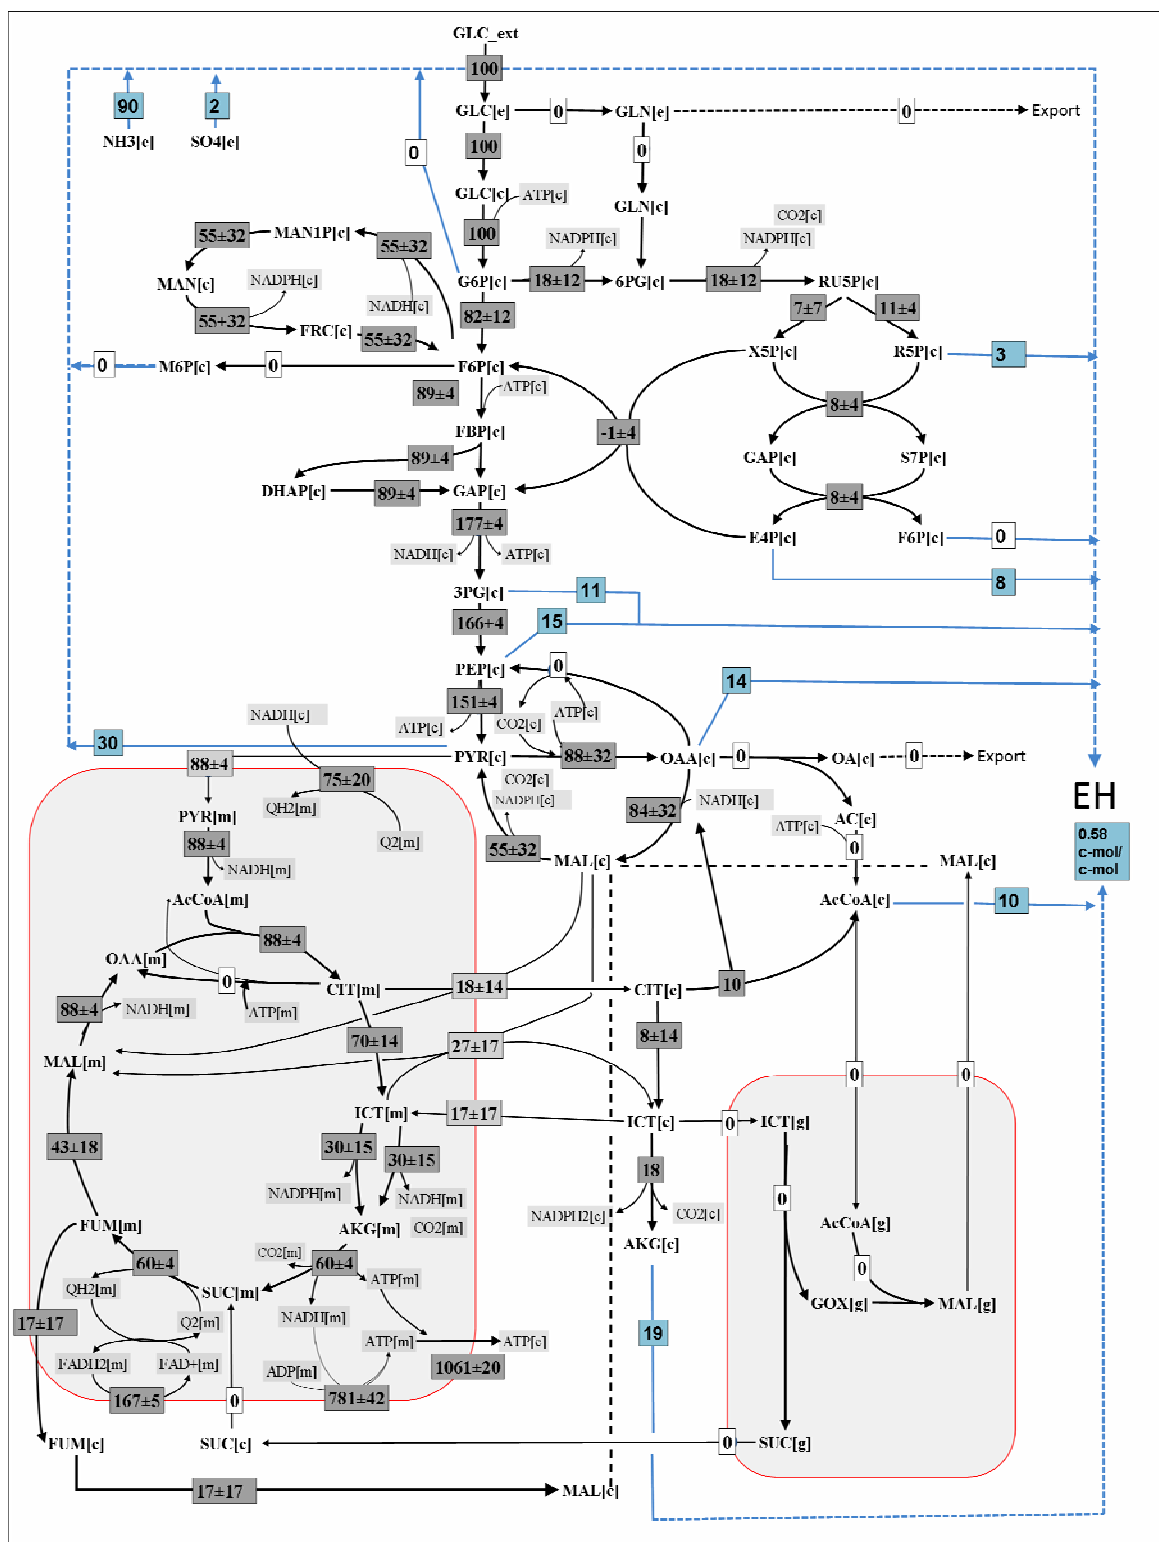 GLC_ext
100
90
2
NH3[e]
SO4[e]
GLC[e]
0
GLN[e]
0
Export
100
0
0
GLC[c]
ATP[c]
GLN[c]
CO2[c]
55±32
MAN1P[c]
55±32
100
NADPH[c]
NADPH[c]
MAN[c]
NADPH[c]
G6P[c]
18±12
6PG[c]
18±12
RU5P[c]
NADH[c]
55±32
FRC[c]
55±32
82±12
7±7
11±4
X5P[c]
R5P[c]
3
0
M6P[c]
0
F6P[c]
89±4
ATP[c]
8±4
FBP[c]
-1±4
89±4
GAP[c]
S7P[c]
DHAP[c]
89±4
GAP[c]
8±4
177±4
E4P[c]
F6P[c]
0
NADH[c]
ATP[c]
8
3PG[c]
11
166±4
15
PEP[c]
0
14
151±4
NADH[c]
ATP[c]
CO2[c]
ATP[c]
30
PYR[c]
88±32
OAA[c]
0
OA[c]
0
Export
88±4
75±20
CO2[c]
NADPH[c]
84±32
NADH[c]
EH
QH2[m]
PYR[m]
Q2[m]
AC[c]
ATP[c]
0.58
c-mol/
c-mol
88±4
55±32
0
NADH[m]
MAL[c]
MAL[c]
AcCoA[m]
AcCoA[c]
10
88±4
OAA[m]
0
CIT[m]
18±14
CIT[c]
10
88±4
NADH[m]
ATP[m]
70±14
27±17
8±14
MAL[m]
0
0
ICT[m]
17±17
ICT[c]
0
ICT[g]
43±18
30±15
30±15
18
NADPH[m]
NADH[m]
0
NADPH2[c]
CO2[c]
FUM[m]
AKG[m]
CO2[m]
AcCoA[g]
AKG[c]
CO2[m]
60±4
60±4
0
QH2[m]
SUC[m]
ATP[m]
GOX[g]
MAL[g]
17±17
Q2[m]
NADH[m]
19
ATP[m]
ATP[c]
FADH2[m]
FAD+[m]
ADP[m]
1061±20
167±5
0
781±42
FUM[c]
SUC[c]
0
SUC[g]
17±17
MAL[c]